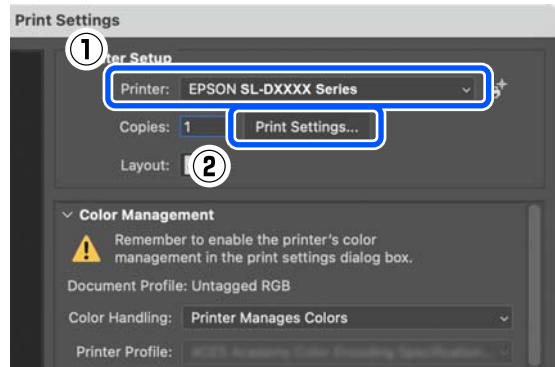 Print Settings
①
ter Setup
Printer: EPSON SL-DXXXX Series
Copies: 1 Print Settings...
Layout:
②
Color Management
Remember to enable the printer's color
management in the print settings dialog box.
Document Profile: Untagged RGB
Color Handling: Printer Manages Colors
Printer Profile: